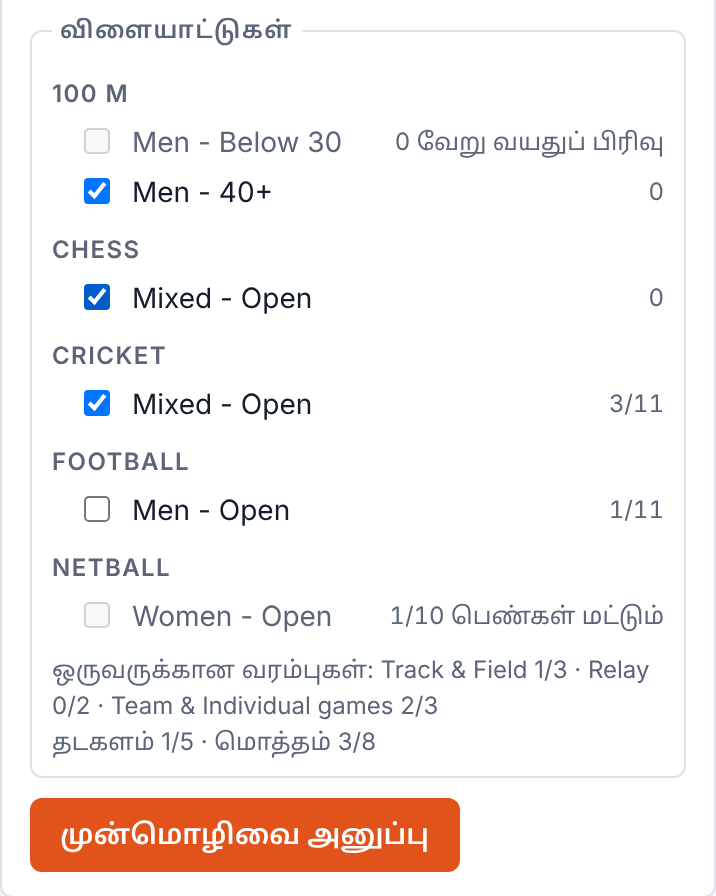 விளையாட்டுகள்
100 M
Men - Below 30 0 வேறு வயதுப் பிரிவு
Men - 40+ 0
CHESS
Mixed - Open 0
CRICKET
Mixed - Open 3/11
FOOTBALL
Men - Open 1/11
NETBALL
Women - Open 1/10 பெண்கள் மட்டும்
ஒருவருக்கான வரம்புகள்: Track & Field 1/3 · Relay
0/2 · Team & Individual games 2/3
தடகளம் 1/5 · மொத்தம் 3/8
முன்மொழிவை அனுப்பு